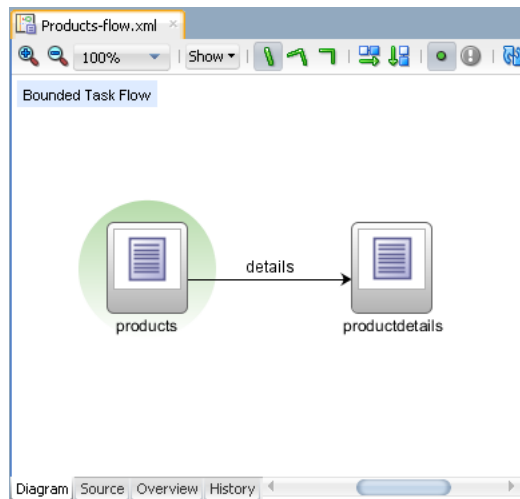 Products-flow.xml
100% Show
Bounded Task Flow
details
products productdetails
Diagram Source Overview History